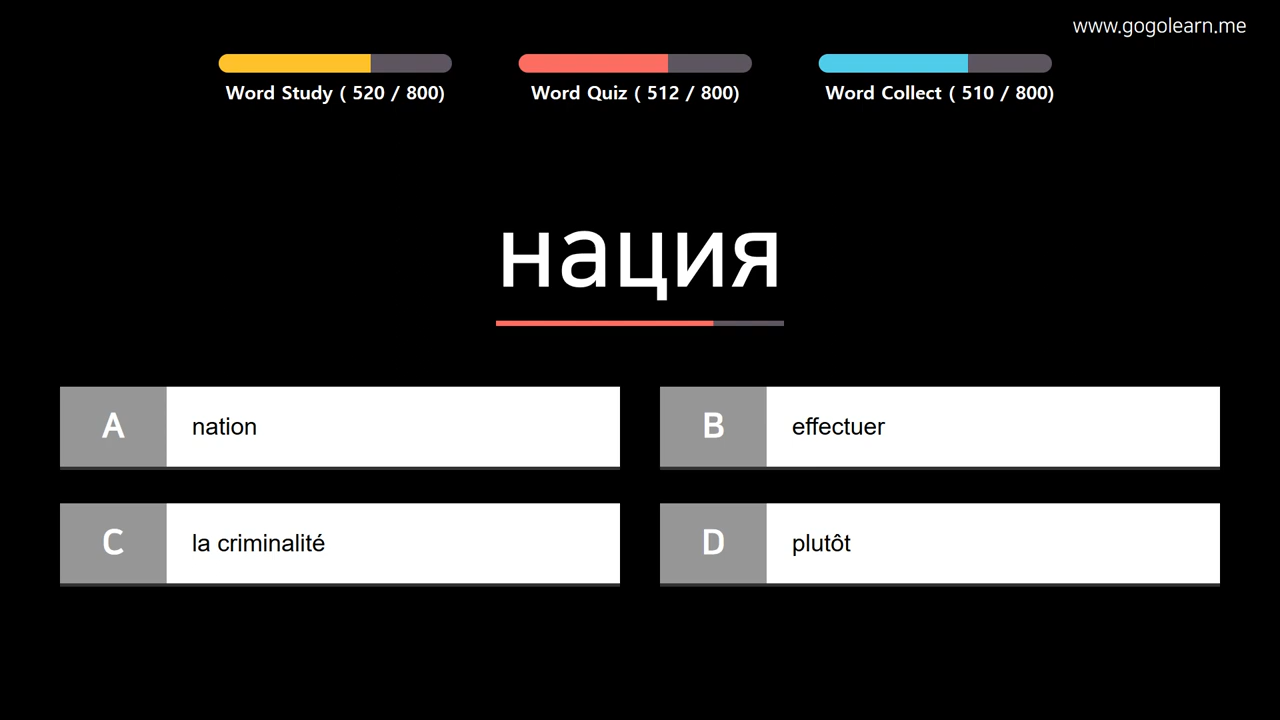 www.gogolearn.me
Word Study ( 520 / 800)
Word Quiz ( 512 / 800)
Word Collect ( 510 / 800)
нация
A nation
B effectuer
C la criminalité
D plutôt